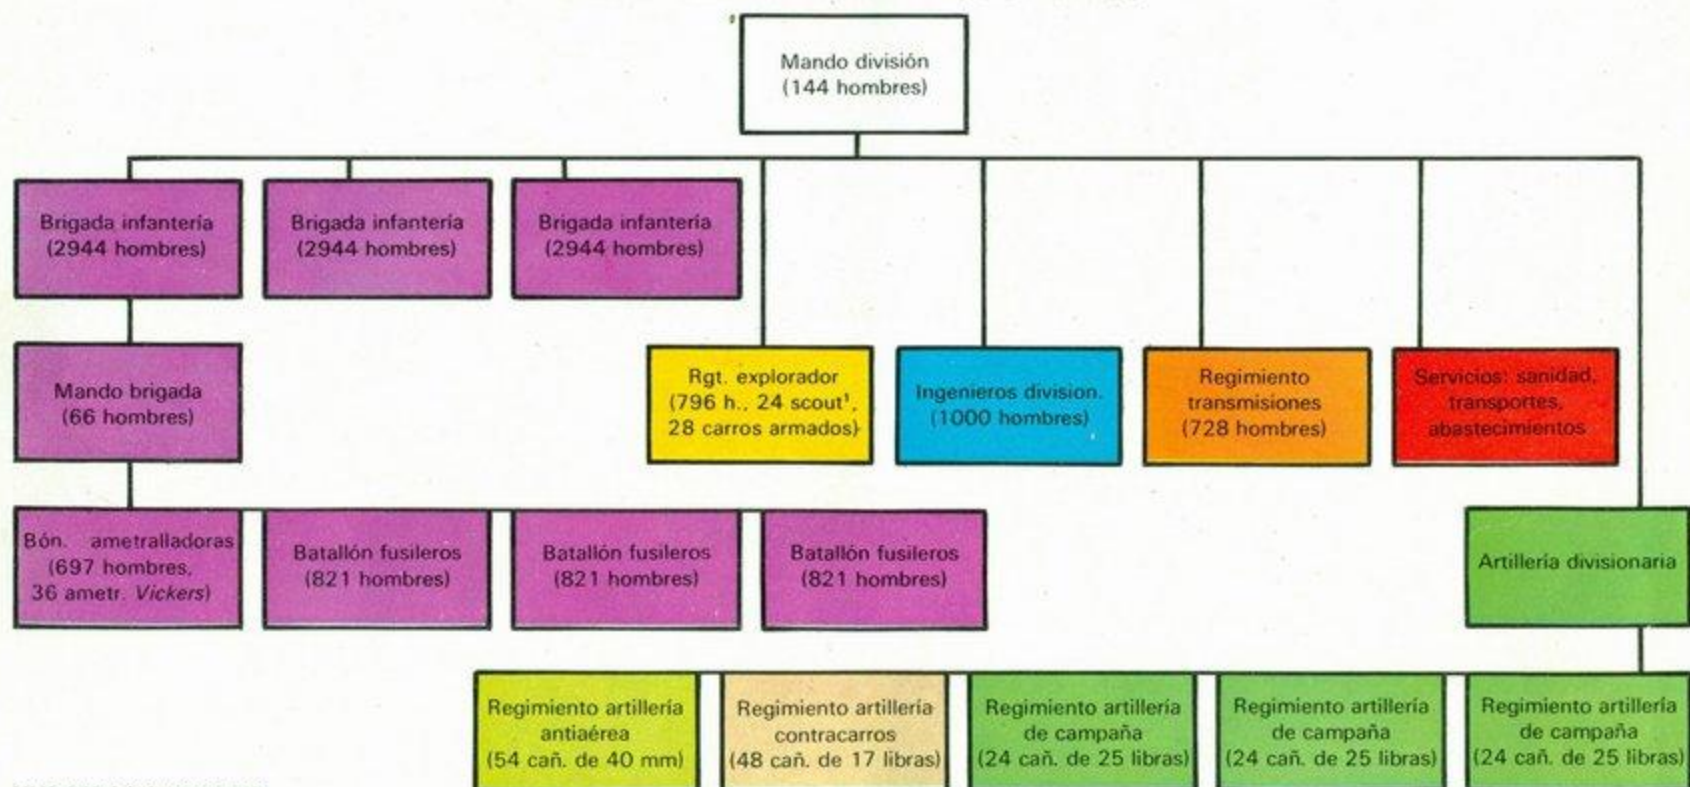 Mando división
(144 hombres)
Brigada infantería
(2944 hombres)
Brigada infantería
(2944 hombres)
Brigada infantería
(2944 hombres)
Mando brigada
(66 hombres)
Rgt. explorador
(796 h., 24 scout¹,
28 carros armados)
Ingenieros division.
(1000 hombres)
Regimiento
transmisiones
(728 hombres)
Servicios: sanidad,
transportes,
abastecimientos
Bón. ametralladoras
(697 hombres,
36 ametr. Vickers)
Batallón fusileros
(821 hombres)
Batallón fusileros
(821 hombres)
Batallón fusileros
(821 hombres)
Artillería divisionaria
Regimiento artillería
antiaérea
(54 cañ. de 40 mm)
Regimiento artillería
contracarros
(48 cañ. de 17 libras)
Regimiento artillería
de campaña
(24 cañ. de 25 libras)
Regimiento artillería
de campaña
(24 cañ. de 25 libras)
Regimiento artillería
de campaña
(24 cañ. de 25 libras)